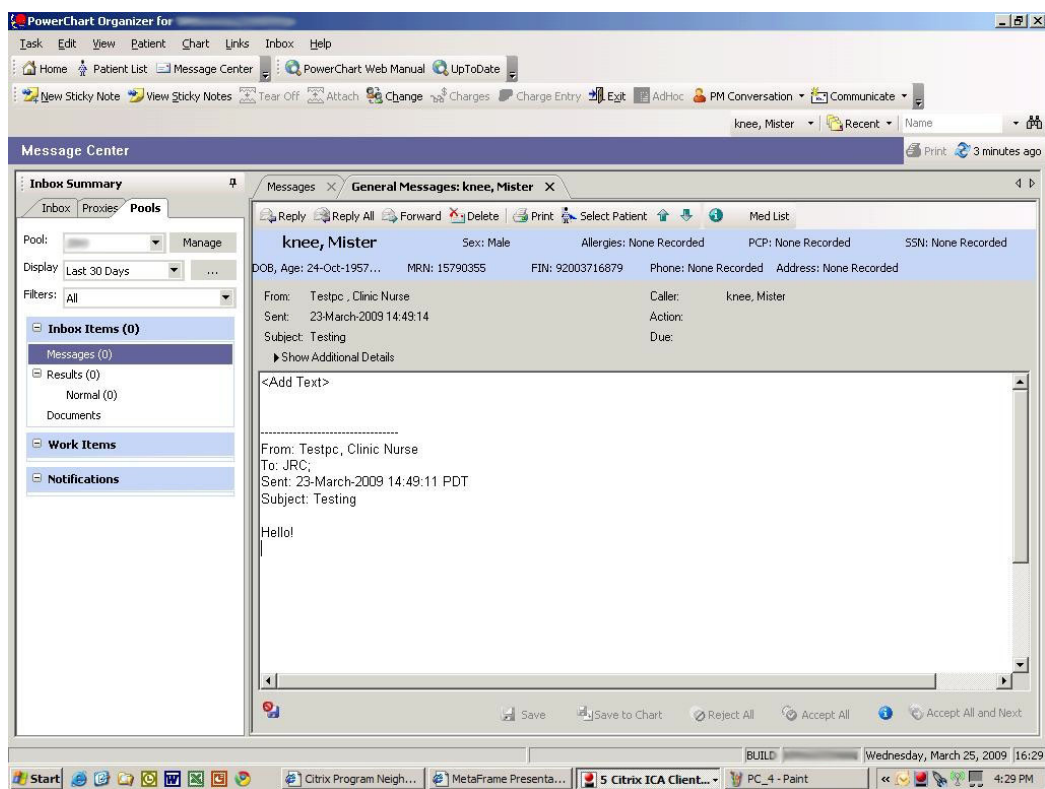 PowerChart Organizer for
Task Edit View Patient Chart Links Inbox Help
Home Patient List Message Center PowerChart Web Manual UpToDate
New Sticky Note View Sticky Notes Tear Off Attach Change Charges Charge Entry Exit AdHoc PM Conversation Communicate
knee, Mister Recent Name
Message Center Print 3 minutes ago
Inbox Summary
Inbox Proxies Pools
Pool: Manage
Display Last 30 Days ...
Filters: All
Inbox Items (0)
Messages (0)
Results (0)
Normal (0)
Documents
Work Items
Notifications
Messages General Messages: knee, Mister
Reply Reply All Forward Delete Print Select Patient Med List
knee, Mister Sex: Male Allergies: None Recorded PCP: None Recorded SSN: None Recorded
DOB, Age: 24-Oct-1957... MRN: 15790355 FIN: 92003716879 Phone: None Recorded Address: None Recorded
From: Testpc , Clinic Nurse Caller: knee, Mister
Sent: 23-March-2009 14:49:14 Action:
Subject: Testing Due:
Show Additional Details
<Add Text>
---------------------------------
From: Testpc, Clinic Nurse
To: JRC;
Sent: 23-March-2009 14:49:11 PDT
Subject: Testing
Hello!
Save Save to Chart Reject All Accept All Accept All and Next
BUILD Wednesday, March 25, 2009 16:29
Start Citrix Program Neigh... MetaFrame Presenta... 5 Citrix ICA Client... PC_4 - Paint 4:29 PM